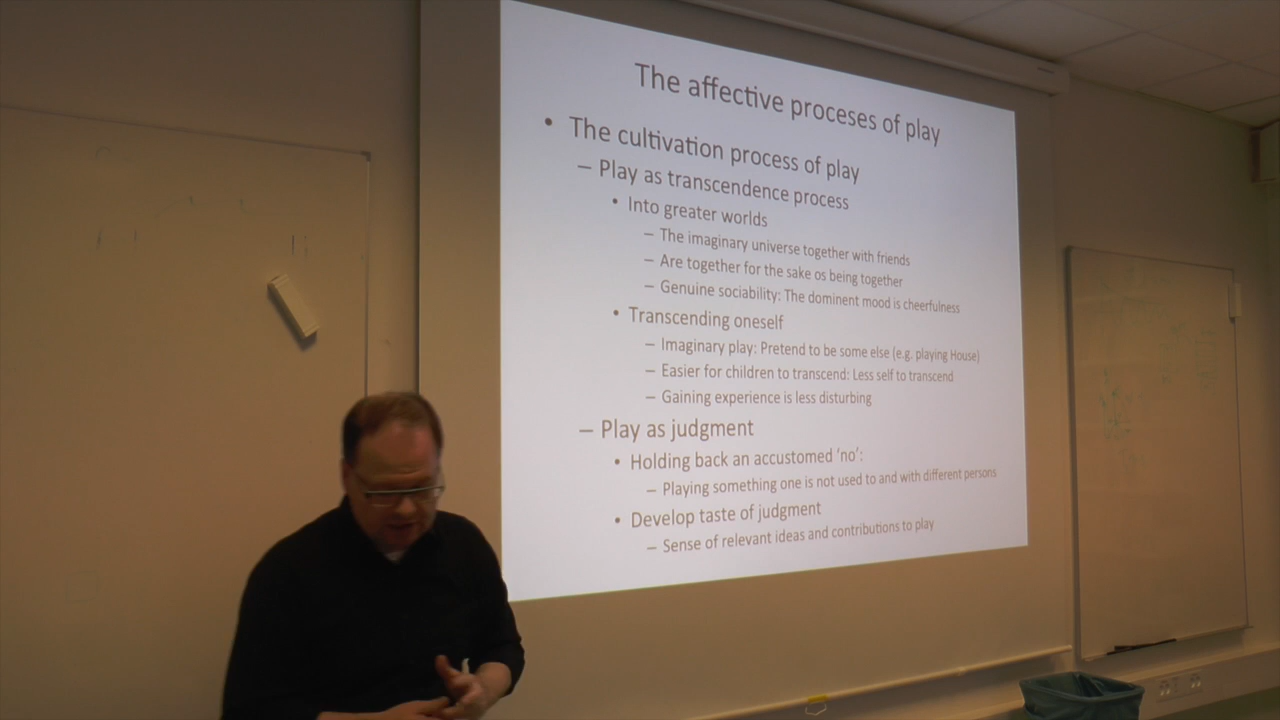 The affective proceses of play
• The cultivation process of play
– Play as transcendence process
• Into greater worlds
– The imaginary universe together with friends
– Are together for the sake os being together
– Genuine sociability: The dominent mood is cheerfulness
• Transcending oneself
– Imaginary play: Pretend to be some else (e.g. playing House)
– Easier for children to transcend: Less self to transcend
– Gaining experience is less disturbing
– Play as judgment
• Holding back an accustomed ‘no’:
– Playing something one is not used to and with different persons
• Develop taste of judgment
– Sense of relevant ideas and contributions to play